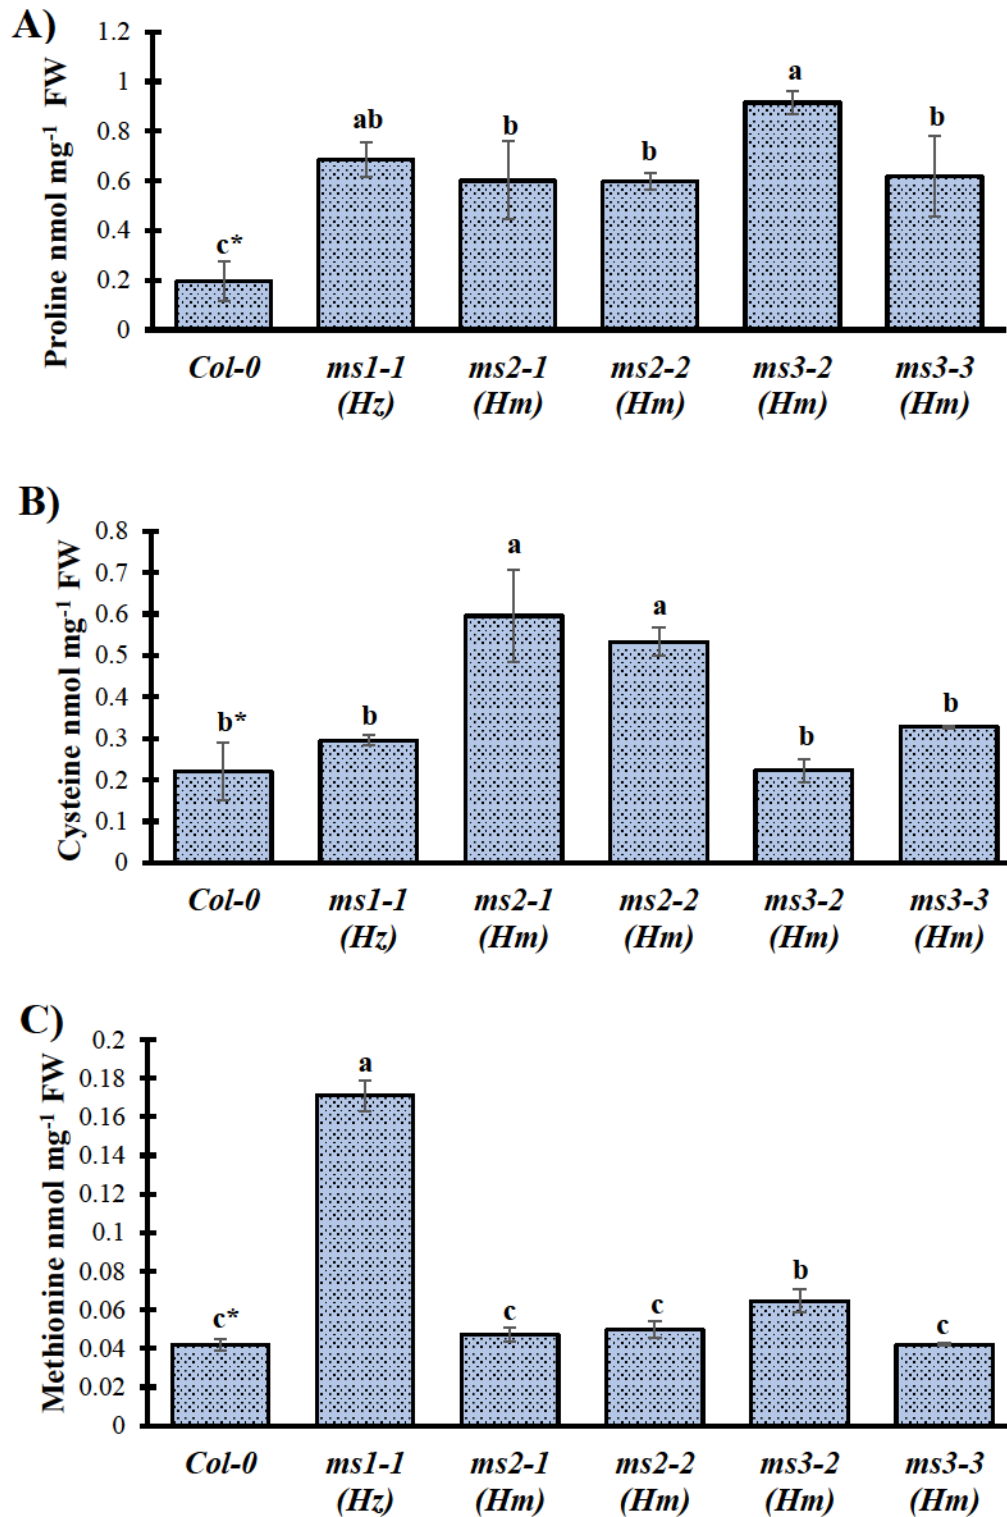 A)
Proline nmol mg-1 FW
1.2
1
0.8
0.6
0.4
0.2
0
c*
ab
b
b
a
b
Col-0 ms1-1 ms2-1 ms2-2 ms3-2 ms3-3
(Hz) (Hm) (Hm) (Hm) (Hm)
B)
Cysteine nmol mg-1 FW
0.8
0.7
0.6
0.5
0.4
0.3
0.2
0.1
0
b*
b
a
a
b
b
Col-0 ms1-1 ms2-1 ms2-2 ms3-2 ms3-3
(Hz) (Hm) (Hm) (Hm) (Hm)
C)
Methionine nmol mg-1 FW
0.2
0.18
0.16
0.14
0.12
0.1
0.08
0.06
0.04
0.02
0
c*
a
c
c
b
c
Col-0 ms1-1 ms2-1 ms2-2 ms3-2 ms3-3
(Hz) (Hm) (Hm) (Hm) (Hm)